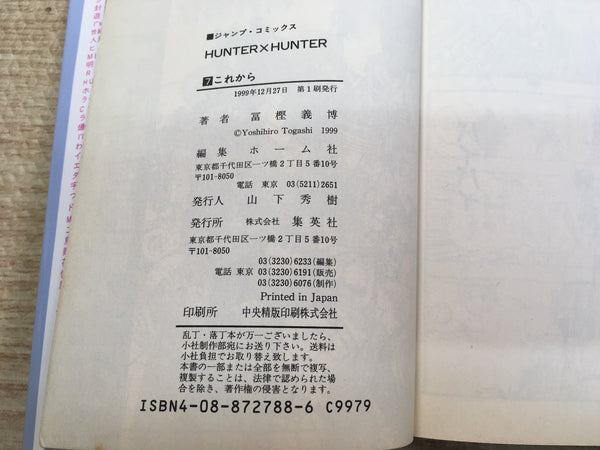 ■ジャンプ・コミックス
HUNTER×HUNTER
7これから
1999年12月27日 第1刷発行
著者 冨樫義博
©Yoshihiro Togashi 1999
編集 ホーム社
東京都千代田区一ツ橋2丁目5番10号
〒101-8050
電話 東京 03(5211)2651
発行人 山下秀樹
発行所 株式会社 集英社
東京都千代田区一ツ橋2丁目5番10号
〒101-8050
03(3230)6233(編集)
電話 東京 03(3230)6191(販売)
03(3230)6076(制作)
Printed in Japan
印刷所 中央精版印刷株式会社
乱丁・落丁本が万一ございましたら、
小社制作部宛にお送り下さい。送料は
小社負担でお取り替え致します。
本書の一部または全部を無断で複写、
複製することは、法律で認められた場
合を除き、著作権の侵害となります。
ISBN4-08-872788-6 C9979